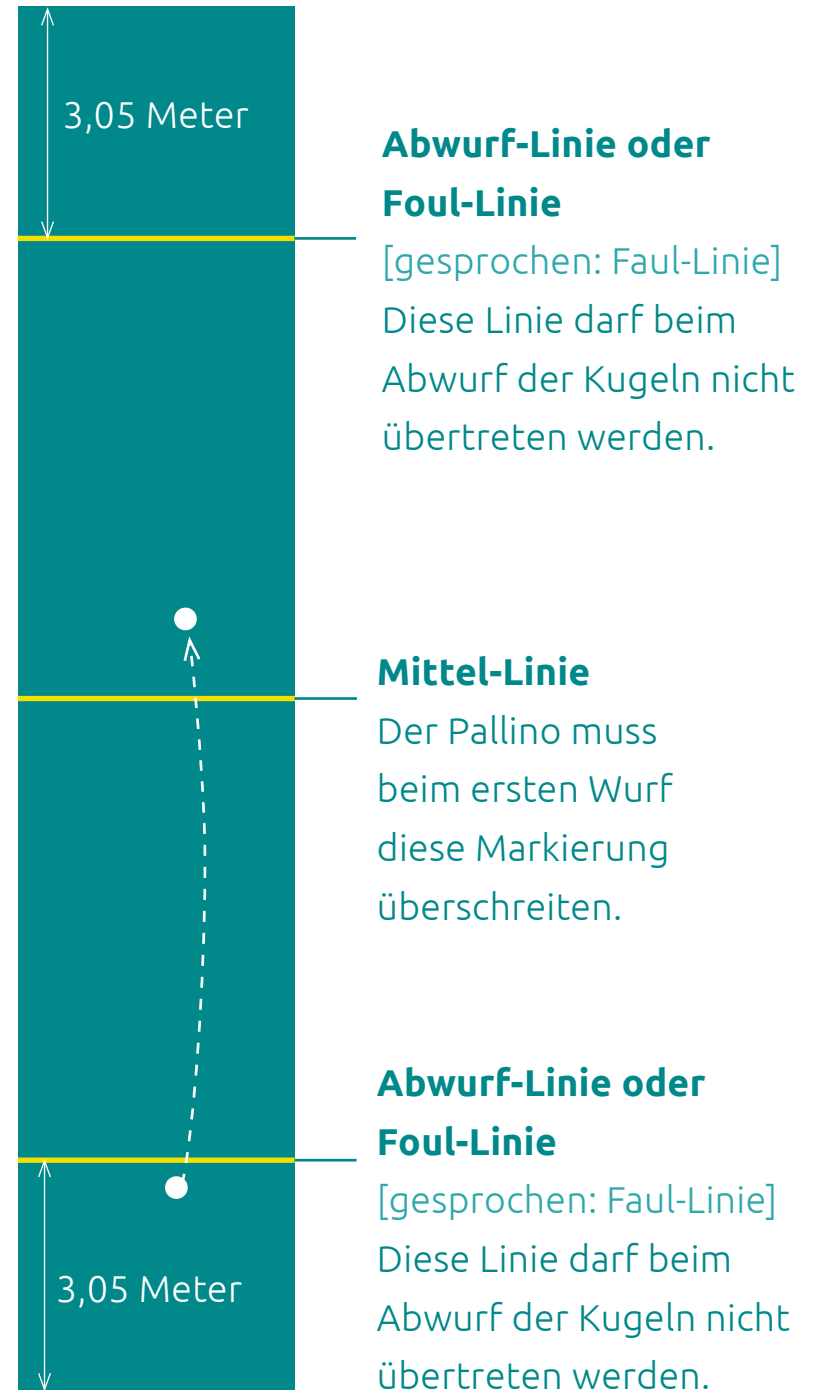 3,05 Meter
Abwurf-Linie oder
Foul-Linie
[gesprochen: Faul-Linie]
Diese Linie darf beim
Abwurf der Kugeln nicht
übertreten werden.
Mittel-Linie
Der Pallino muss
beim ersten Wurf
diese Markierung
überschreiten.
Abwurf-Linie oder
Foul-Linie
[gesprochen: Faul-Linie]
Diese Linie darf beim
Abwurf der Kugeln nicht
übertreten werden.
3,05 Meter